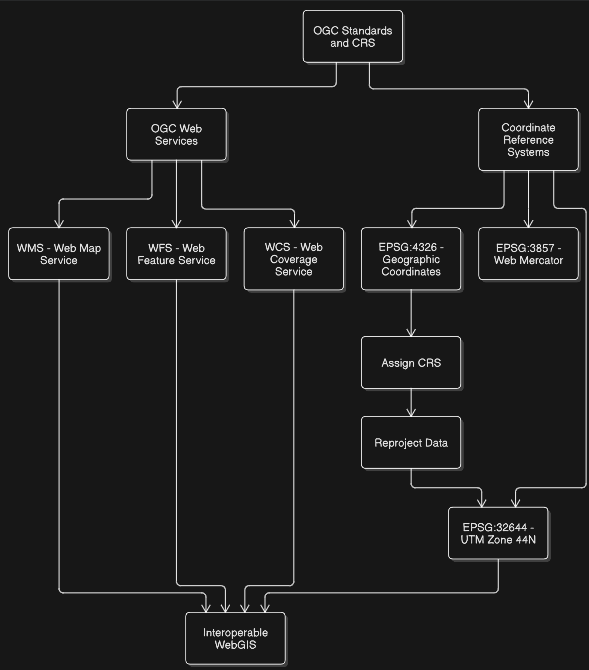 OGC Standards
and CRS
OGC Web
Services
Coordinate
Reference
Systems
WMS - Web Map
Service
WFS - Web
Feature Service
WCS - Web
Coverage
Service
EPSG:4326 -
Geographic
Coordinates
EPSG:3857 -
Web Mercator
Assign CRS
Reproject Data
EPSG:32644 -
UTM Zone 44N
Interoperable
WebGIS